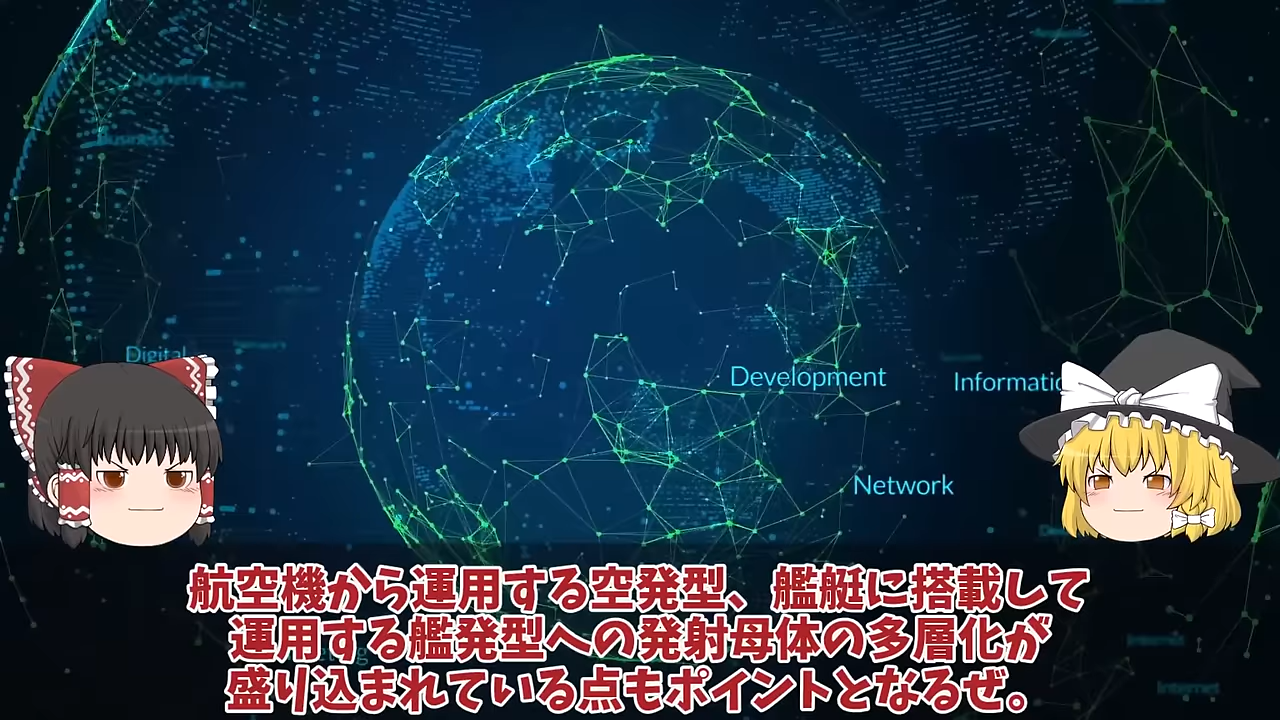 Digital
Development
Information
Network
航空機から運用する空発型、艦艇に搭載して
運用する艦発型への発射母体の多層化が
盛り込まれている点もポイントとなるぜ。
Internet